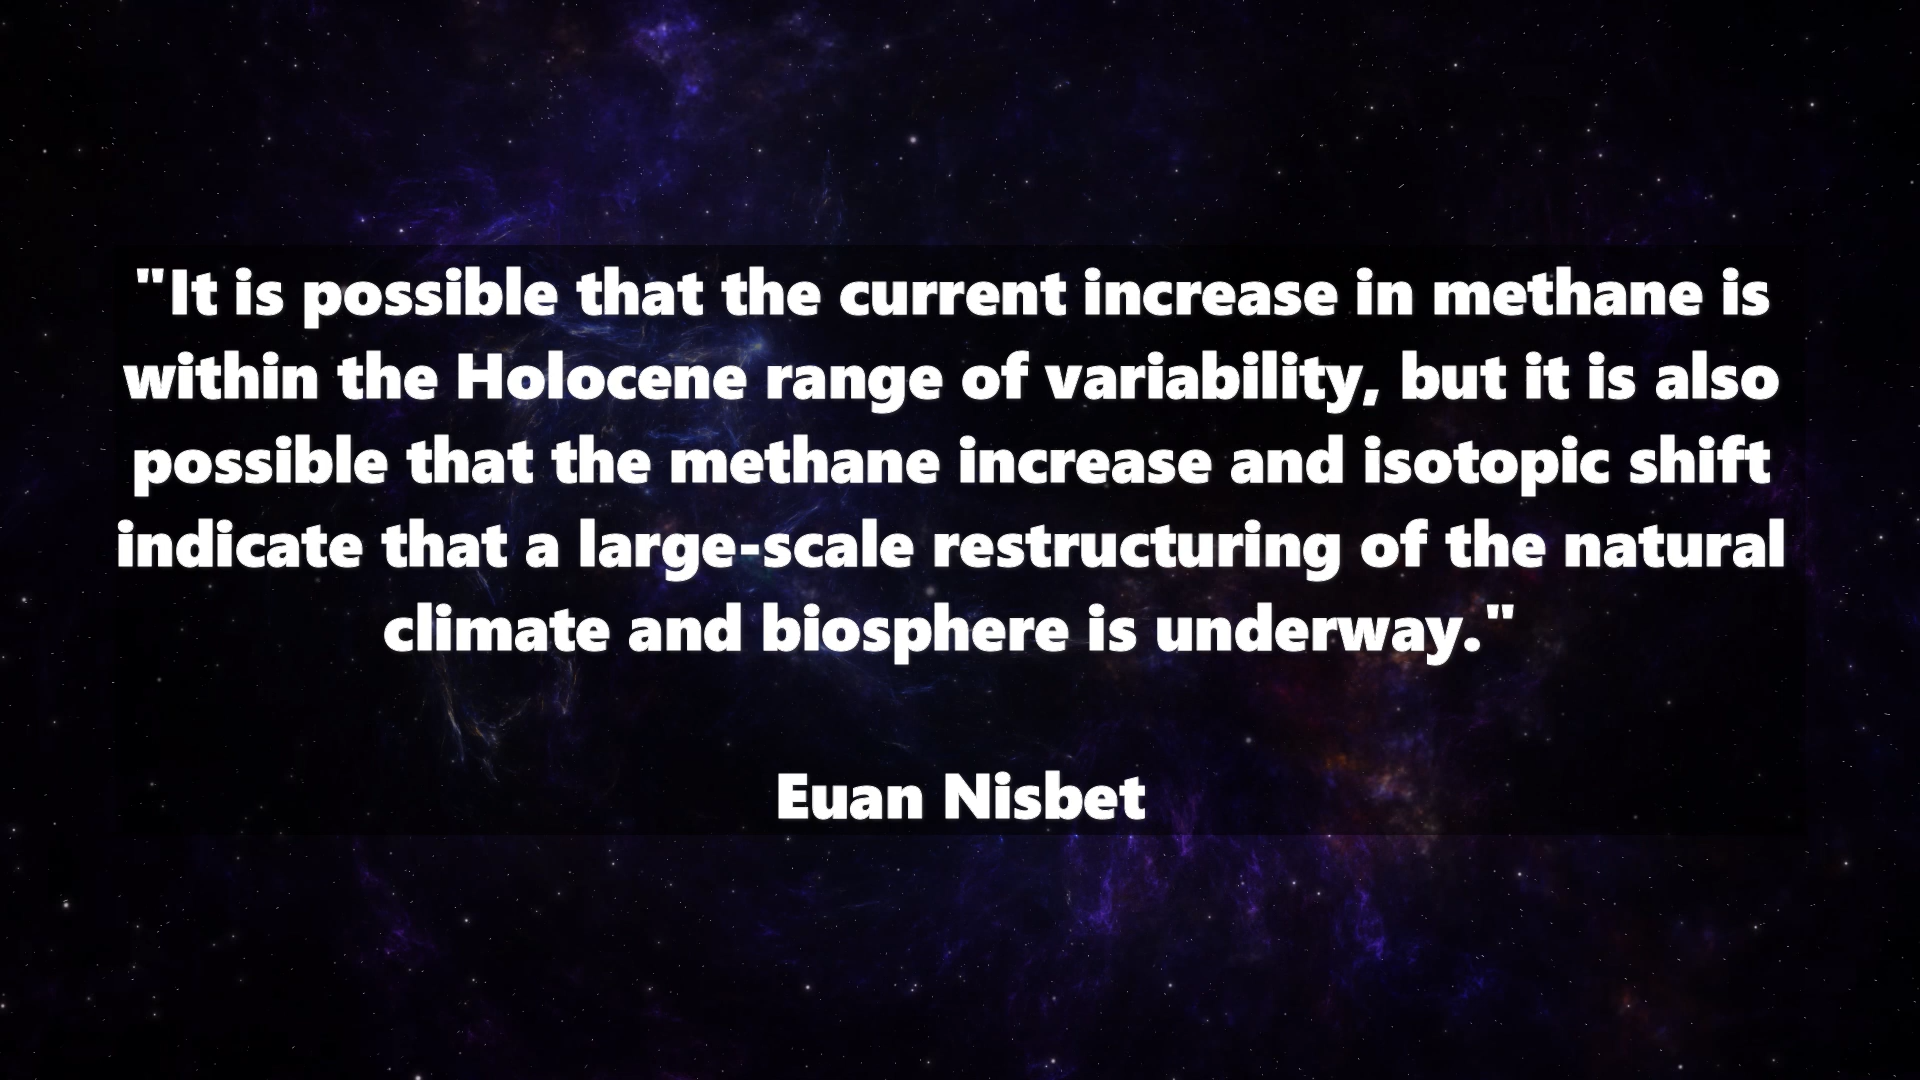 "It is possible that the current increase in methane is
within the Holocene range of variability, but it is also
possible that the methane increase and isotopic shift
indicate that a large-scale restructuring of the natural
climate and biosphere is underway."
Euan Nisbet